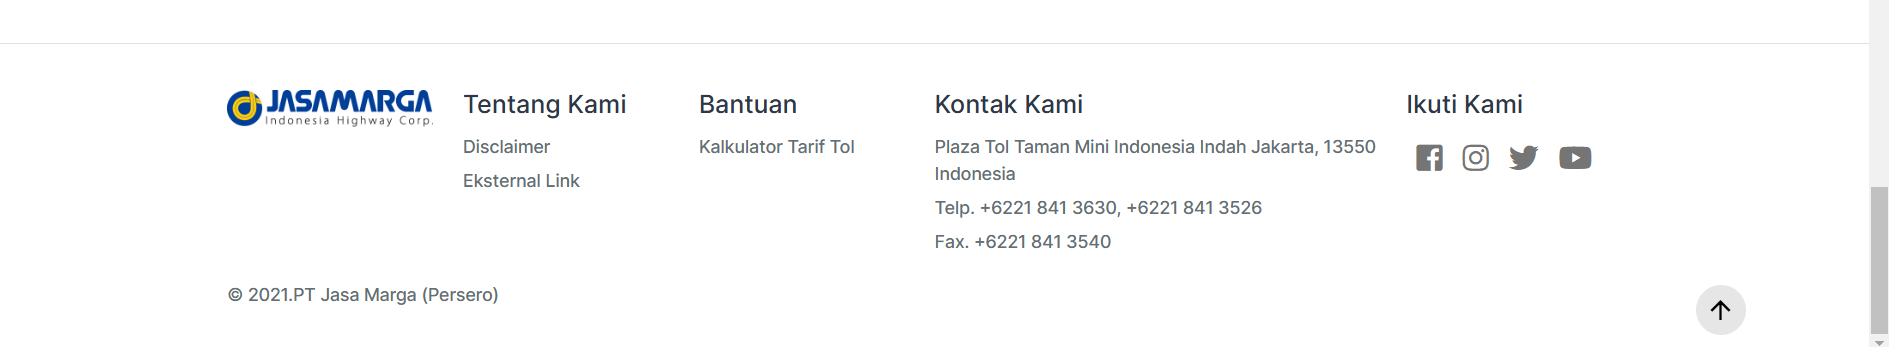 JASAMARGA
Indonesia Highway Corp.
Tentang Kami
Disclaimer
Eksternal Link
Bantuan
Kalkulator Tarif Tol
Kontak Kami
Plaza Tol Taman Mini Indonesia Indah Jakarta, 13550
Indonesia
Telp. +6221 841 3630, +6221 841 3526
Fax. +6221 841 3540
Ikuti Kami
© 2021.PT Jasa Marga (Persero)